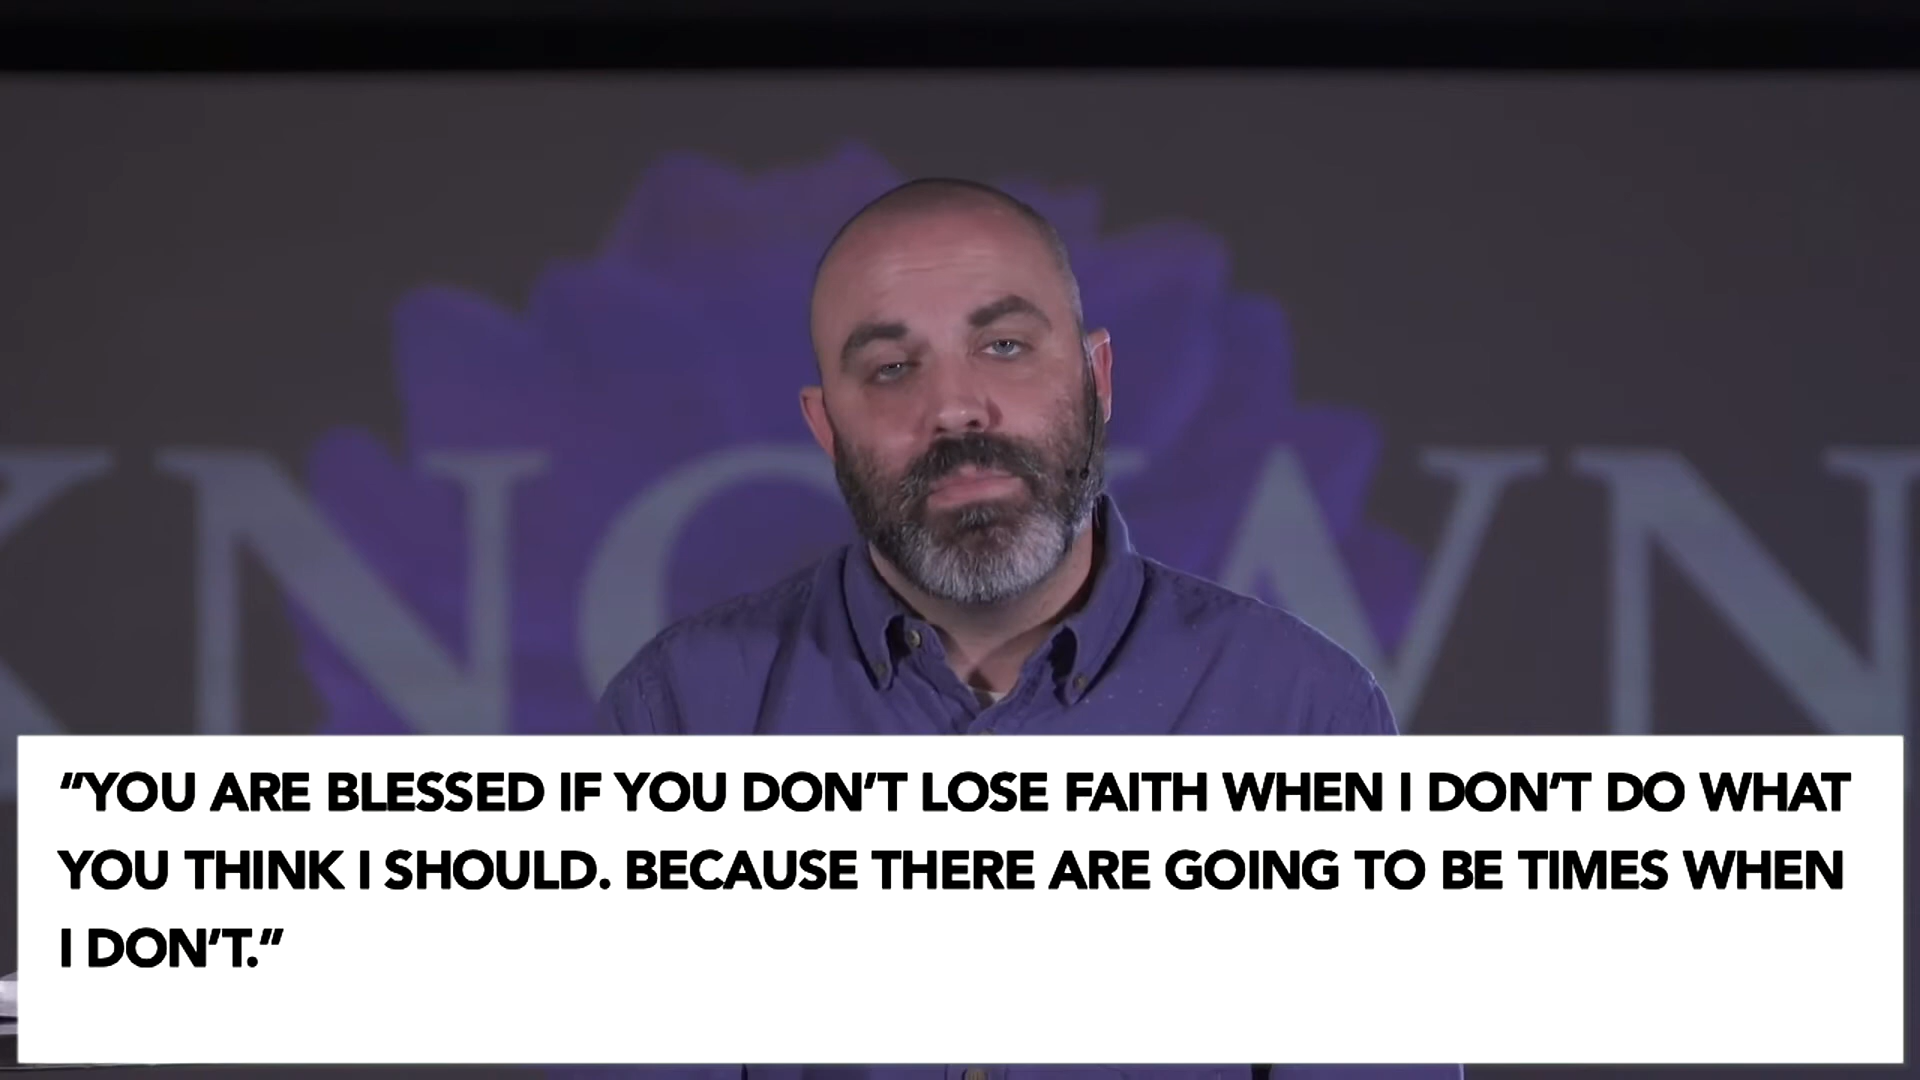 KNOWN
“YOU ARE BLESSED IF YOU DON’T LOSE FAITH WHEN I DON’T DO WHAT
YOU THINK I SHOULD. BECAUSE THERE ARE GOING TO BE TIMES WHEN
I DON’T.”